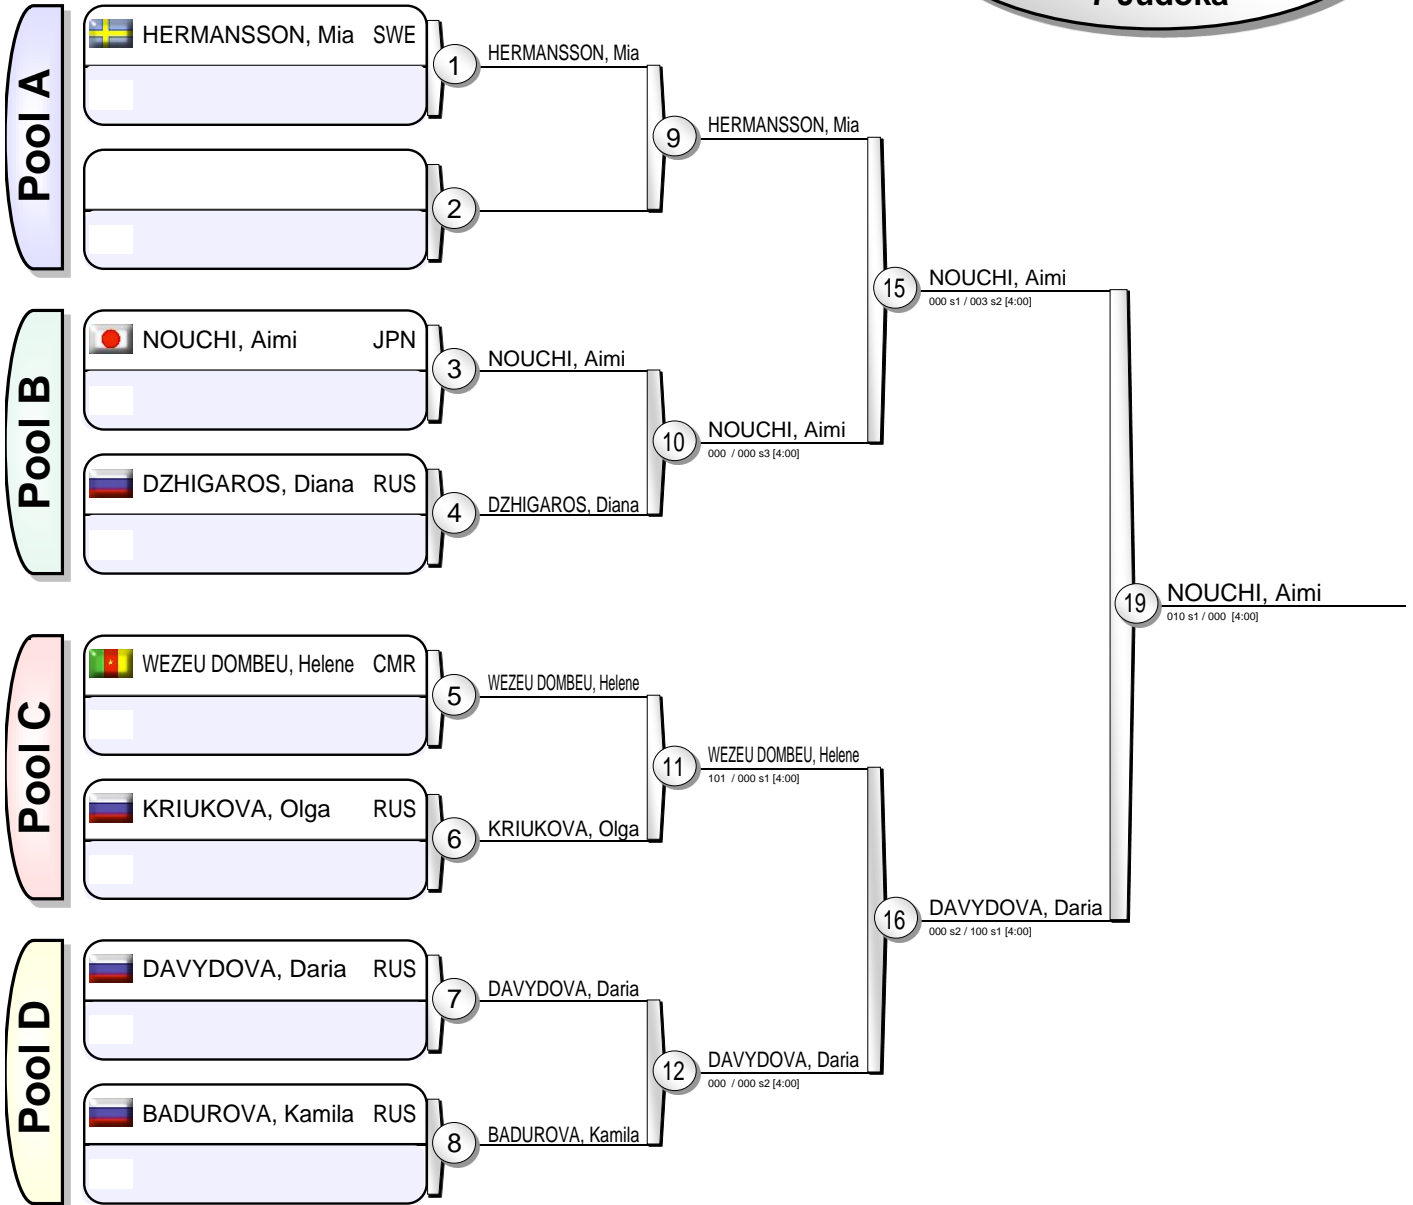 7 Judoka
Pool A
HERMANSSON, Mia SWE
1
HERMANSSON, Mia
2
9
HERMANSSON, Mia
Pool B
NOUCHI, Aimi JPN
3
NOUCHI, Aimi
DZHIGAROS, Diana RUS
4
DZHIGAROS, Diana
10
NOUCHI, Aimi
000 / 000 s3 [4:00]
15
NOUCHI, Aimi
000 s1 / 003 s2 [4:00]
Pool C
WEZEU DOMBEU, Helene CMR
5
WEZEU DOMBEU, Helene
KRIUKOVA, Olga RUS
6
KRIUKOVA, Olga
11
WEZEU DOMBEU, Helene
101 / 000 s1 [4:00]
Pool D
DAVYDOVA, Daria RUS
7
DAVYDOVA, Daria
BADUROVA, Kamila RUS
8
BADUROVA, Kamila
12
DAVYDOVA, Daria
000 / 000 s2 [4:00]
16
DAVYDOVA, Daria
000 s2 / 100 s1 [4:00]
19
NOUCHI, Aimi
010 s1 / 000 [4:00]